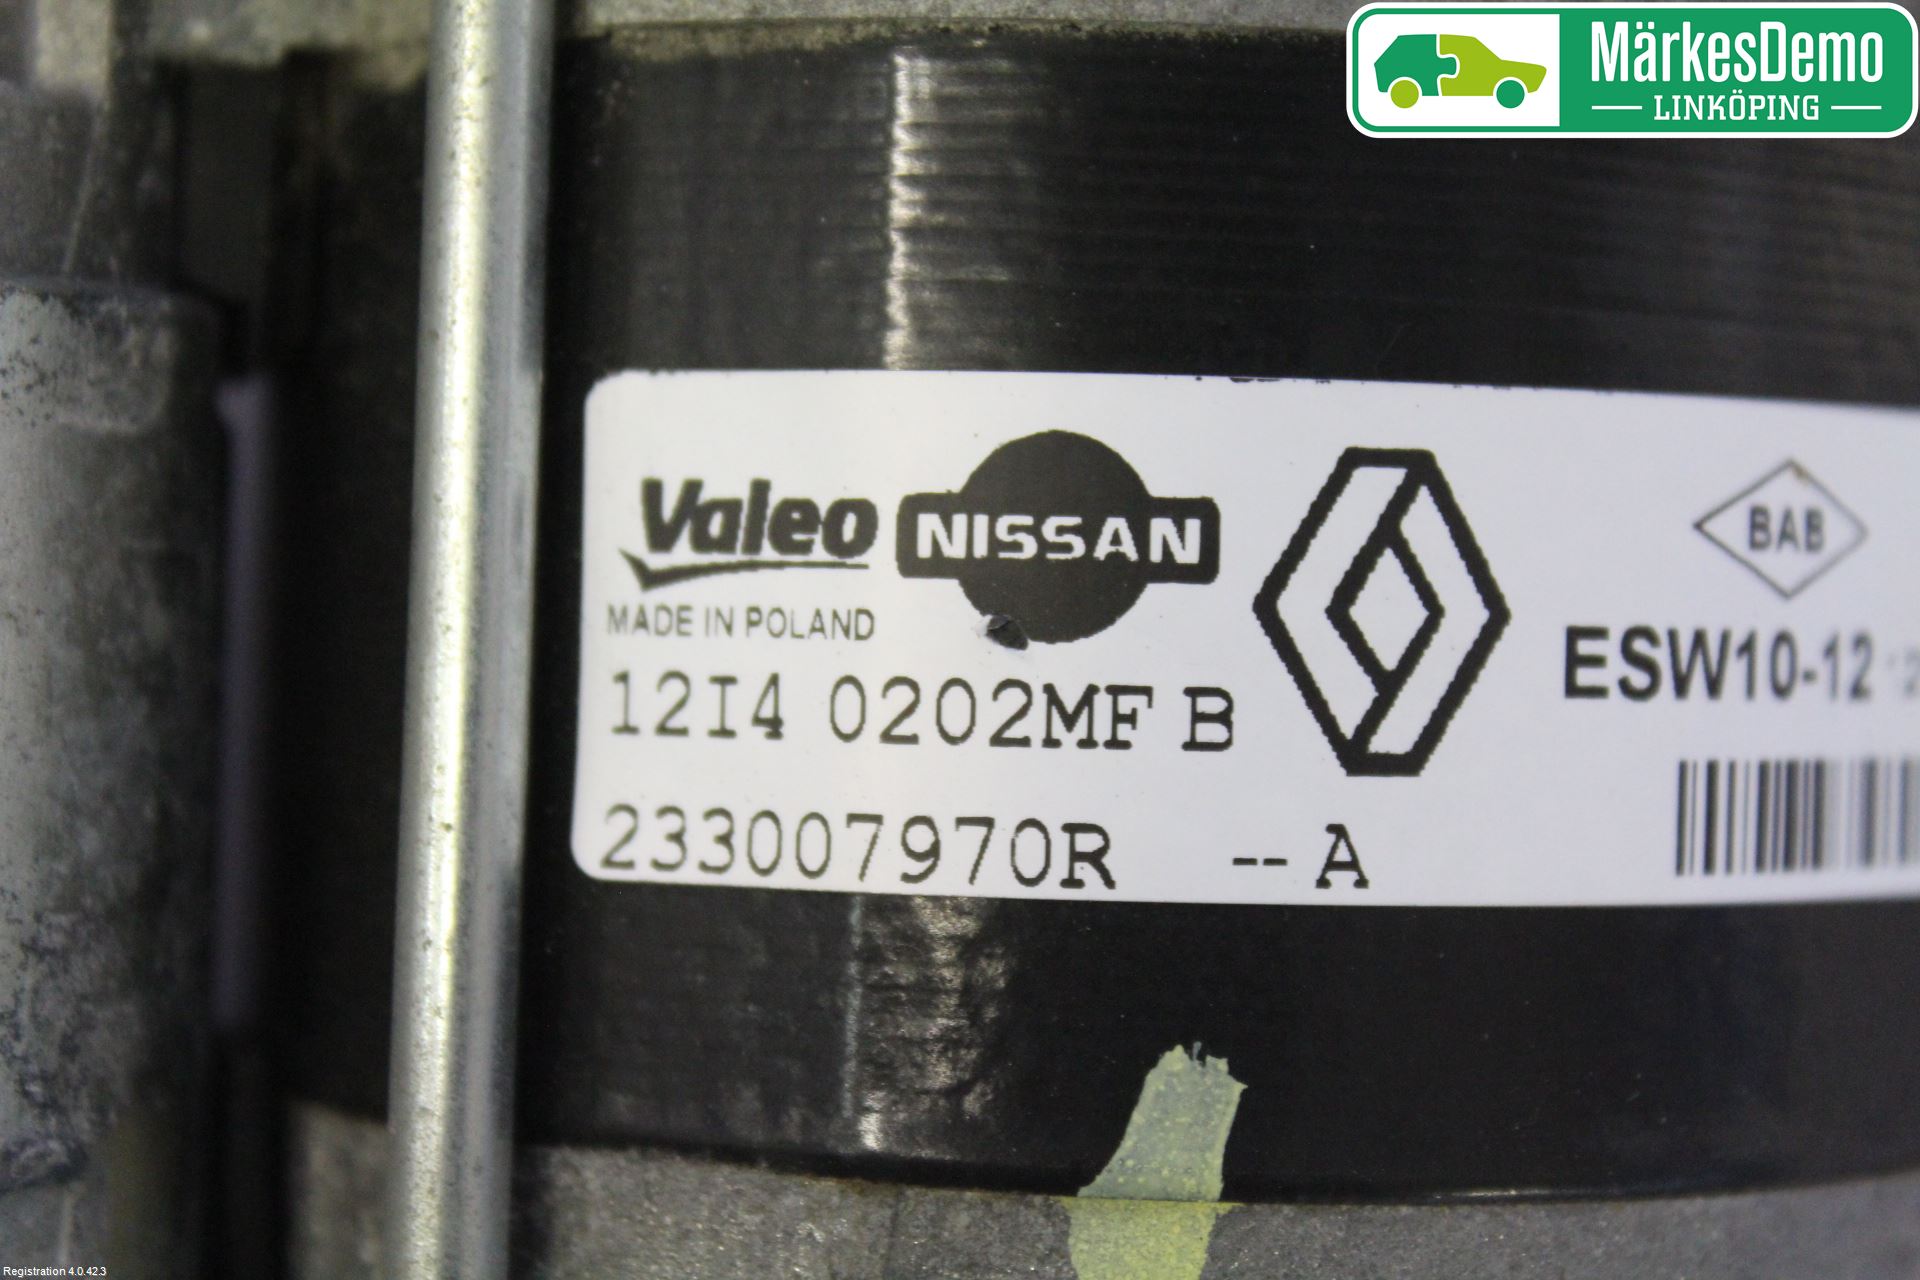 MärkesDemo
LINKÖPING
Valeo
NISSAN
BAB
MADE IN POLAND
ESW10-12
12I4 0202MF B
233007970R -- A
Registration 4.0.42.3